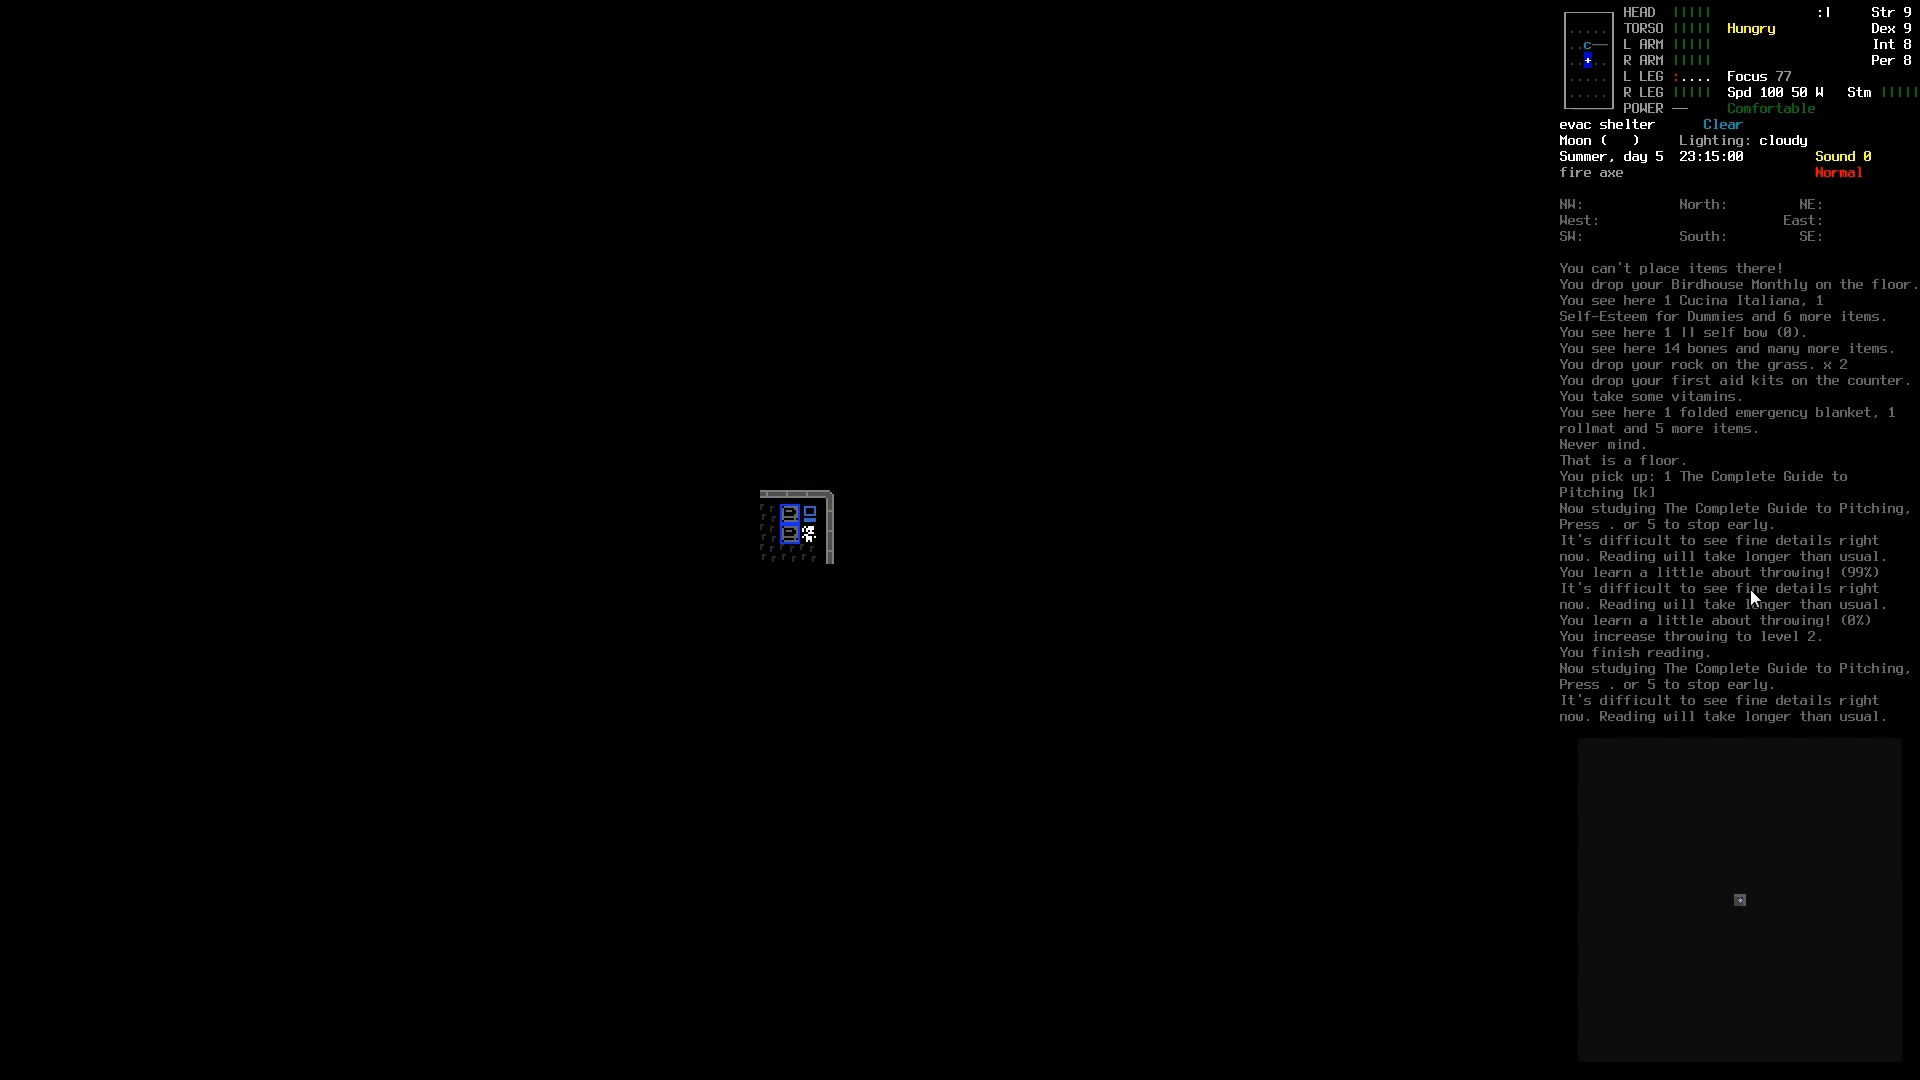 HEAD ||||| :| Str 9
TORSO ||||| Hungry Dex 9
L ARM ||||| Int 8
R ARM ||||| Per 8
L LEG :.... Focus 77
R LEG ||||| Spd 100 50 W Stm |||||
POWER — Comfortable
evac shelter Clear
Moon ( ) Lighting: cloudy
Summer, day 5 23:15:00 Sound 0
fire axe Normal
NW: North: NE:
West: East:
SW: South: SE:
You can't place items there!
You drop your Birdhouse Monthly on the floor.
You see here 1 Cucina Italiana, 1
Self-Esteem for Dummies and 6 more items.
You see here 1 || self bow (0).
You see here 14 bones and many more items.
You drop your rock on the grass. x 2
You drop your first aid kits on the counter.
You take some vitamins.
You see here 1 folded emergency blanket, 1
rollmat and 5 more items.
Never mind.
That is a floor.
You pick up: 1 The Complete Guide to
Pitching [k]
Now studying The Complete Guide to Pitching,
Press . or 5 to stop early.
It's difficult to see fine details right
now. Reading will take longer than usual.
You learn a little about throwing! (99%)
It's difficult to see fine details right
now. Reading will take longer than usual.
You learn a little about throwing! (0%)
You increase throwing to level 2.
You finish reading.
Now studying The Complete Guide to Pitching,
Press . or 5 to stop early.
It's difficult to see fine details right
now. Reading will take longer than usual.